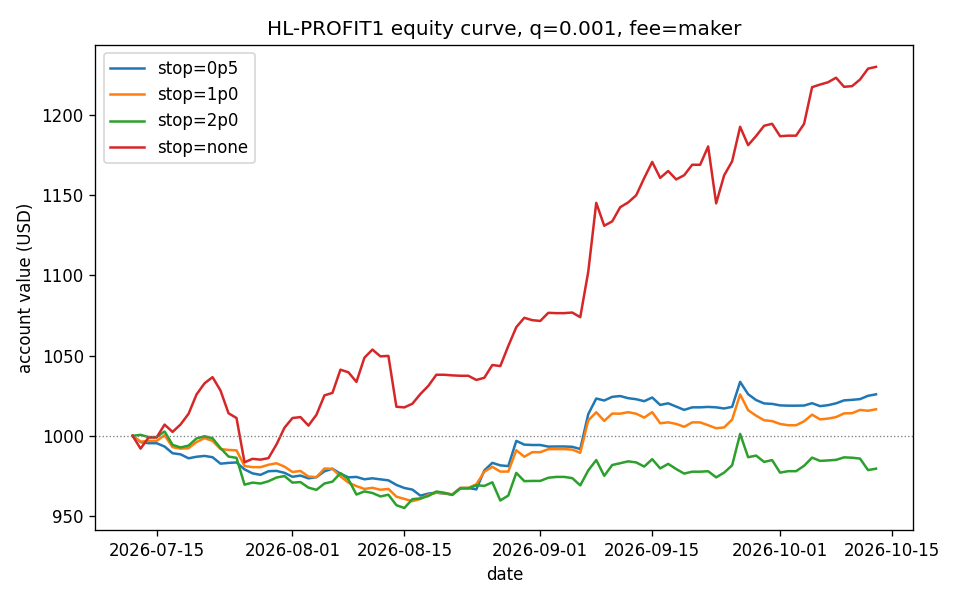 HL-PROFIT1 equity curve, q=0.001, fee=maker
stop=0p5
stop=1p0
stop=2p0
stop=none
account value (USD)
1200
1150
1100
1050
1000
950
2026-07-15 2026-08-01 2026-08-15 2026-09-01 2026-09-15 2026-10-01 2026-10-15
date